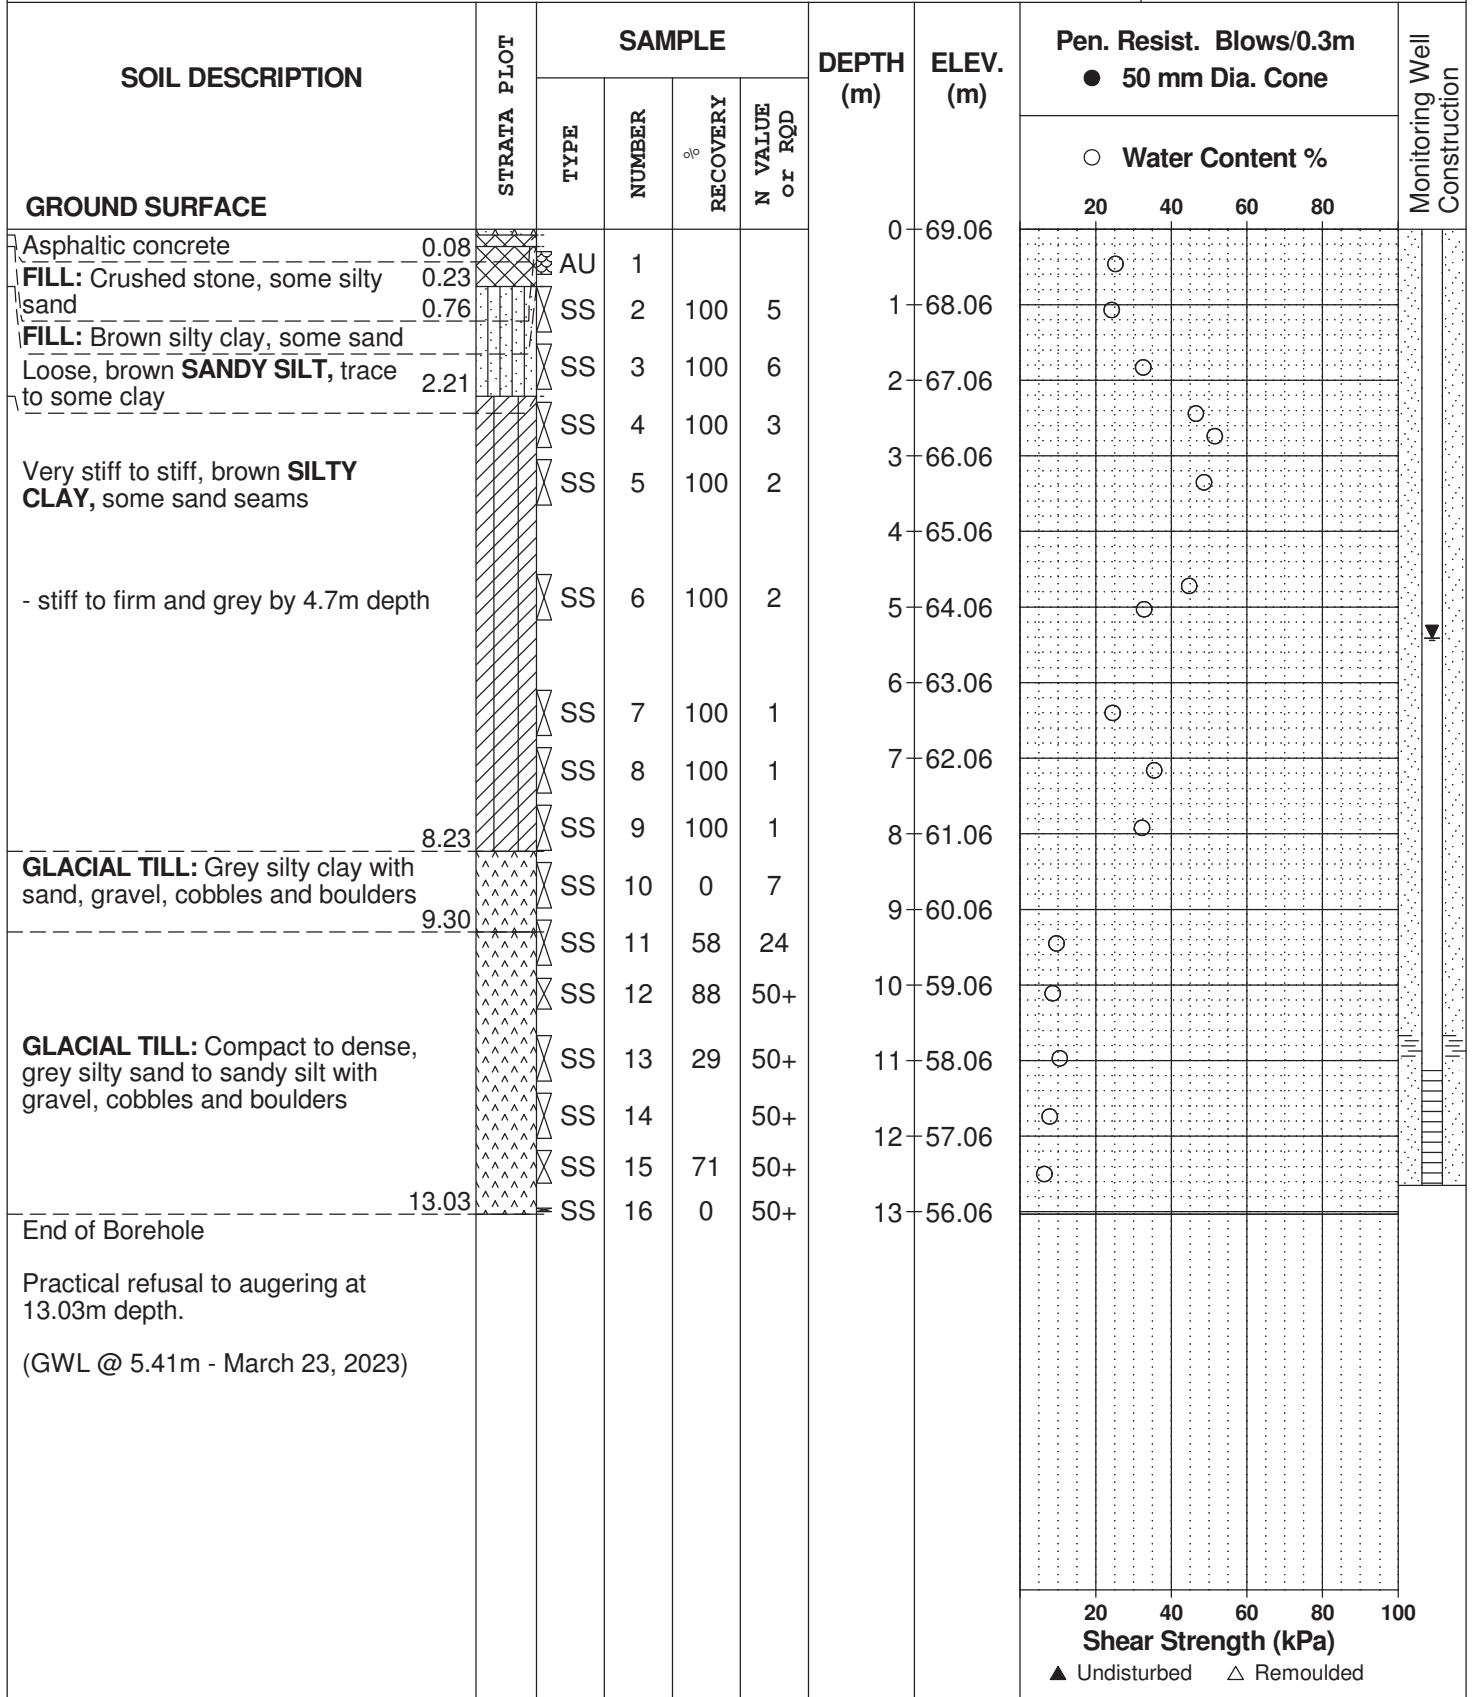 SOIL DESCRIPTION
GROUND SURFACE
STRATA PLOT
SAMPLE
TYPE
NUMBER
% RECOVERY
N VALUE or RQD
DEPTH (m)
ELEV. (m)
Pen. Resist. Blows/0.3m
● 50 mm Dia. Cone
○ Water Content %
20 40 60 80
Monitoring Well Construction
0 69.06
Asphaltic concrete 0.08
FILL: Crushed stone, some silty 0.23
sand 0.76
FILL: Brown silty clay, some sand
Loose, brown SANDY SILT, trace
to some clay 2.21
Very stiff to stiff, brown SILTY
CLAY, some sand seams
- stiff to firm and grey by 4.7m depth
8.23
GLACIAL TILL: Grey silty clay with
sand, gravel, cobbles and boulders
9.30
GLACIAL TILL: Compact to dense,
grey silty sand to sandy silt with
gravel, cobbles and boulders
13.03
End of Borehole
Practical refusal to augering at
13.03m depth.
(GWL @ 5.41m - March 23, 2023)
AU 1
SS 2 100 5
SS 3 100 6
SS 4 100 3
SS 5 100 2
SS 6 100 2
SS 7 100 1
SS 8 100 1
SS 9 100 1
SS 10 0 7
SS 11 58 24
SS 12 88 50+
SS 13 29 50+
SS 14 50+
SS 15 71 50+
SS 16 0 50+
1 68.06
2 67.06
3 66.06
4 65.06
5 64.06
6 63.06
7 62.06
8 61.06
9 60.06
10 59.06
11 58.06
12 57.06
13 56.06
20 40 60 80 100
Shear Strength (kPa)
▲ Undisturbed △ Remoulded